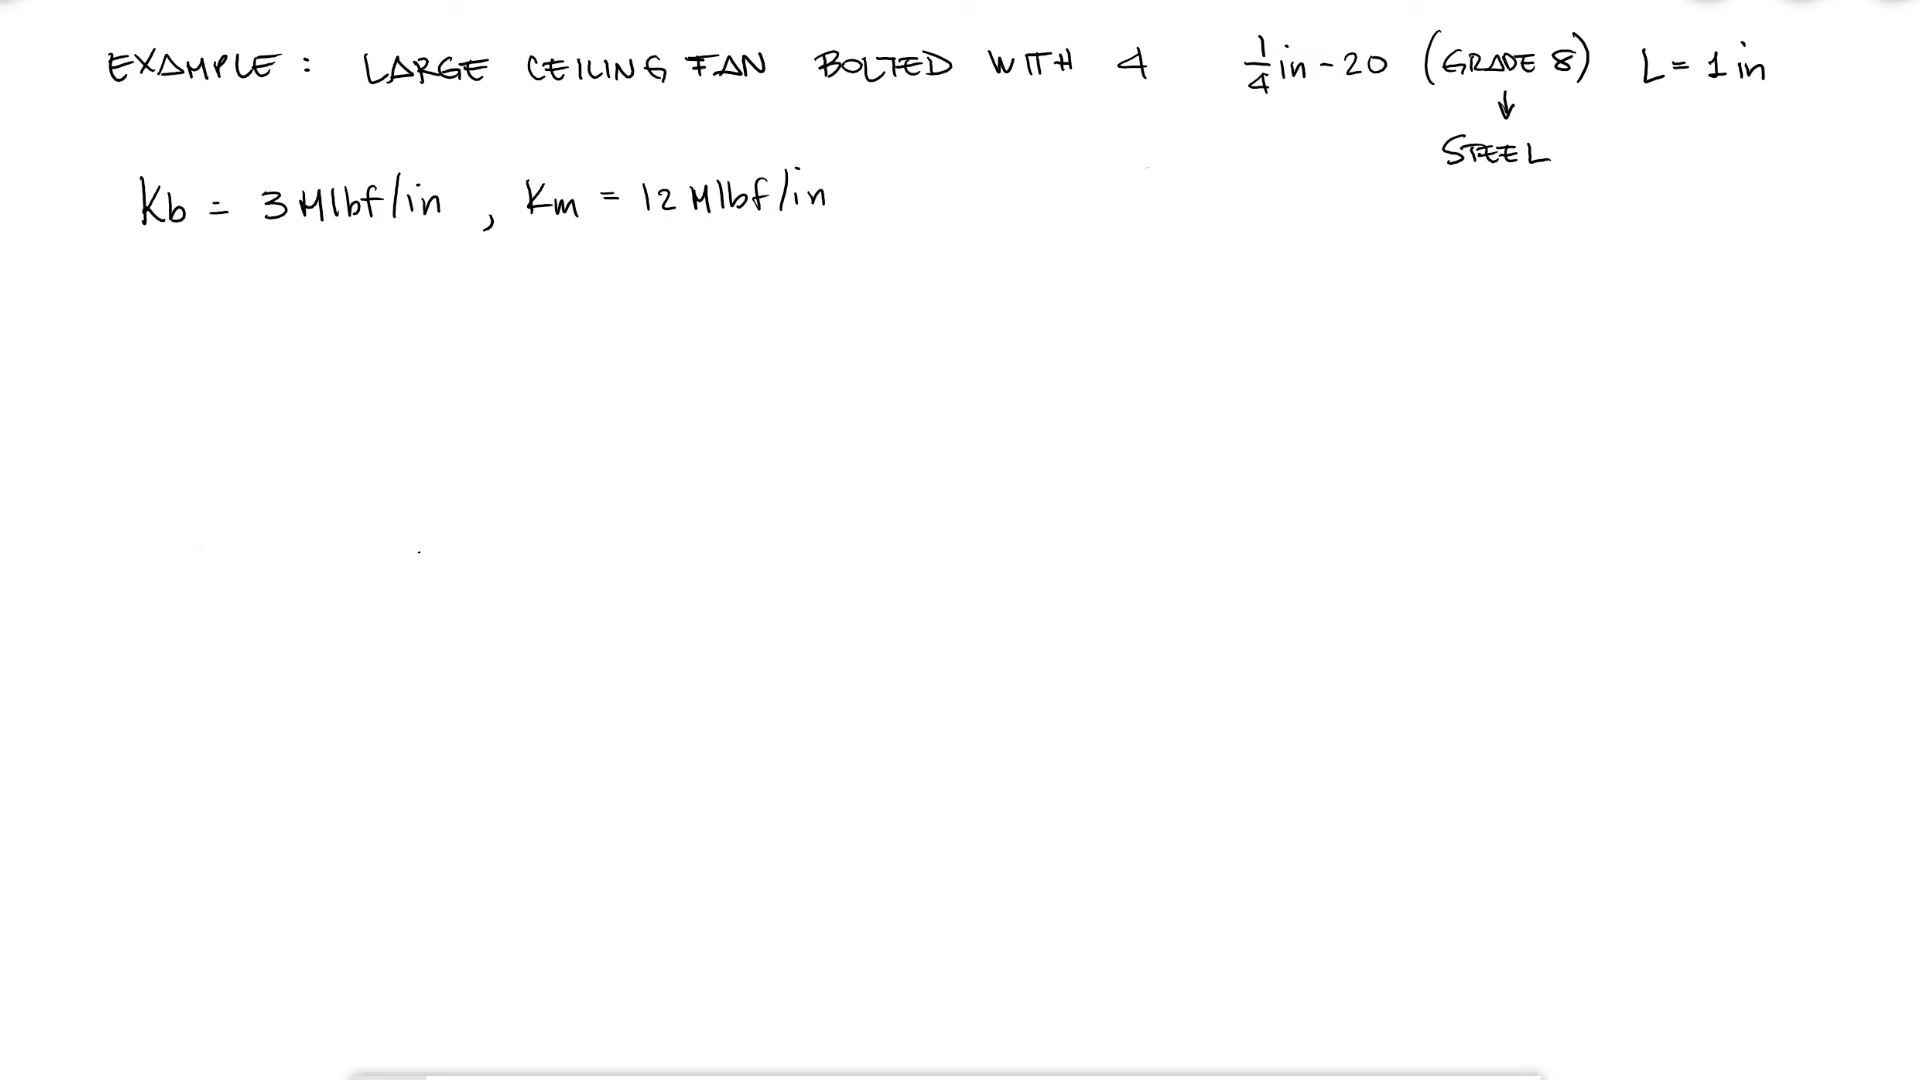 EXAMPLE: LARGE CEILING FAN BOLTED WITH 4 1/4 in-20 (GRADE 8) L = 1 in
↓
STEEL
Kb = 3 Mlbf/in , Km = 12 Mlbf/in